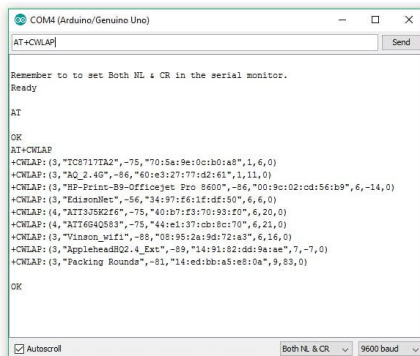 COM4 (Arduino/Genuino Uno)
AT+CWLAP
Send
Remember to to set Both NL & CR in the serial monitor.
Ready
AT
OK
AT+CWLAP
+CWLAP:(3,"TC8717TA2",-75,"70:5a:9e:0c:b0:a8",1,6,0)
+CWLAP:(3,"AQ_2.4G",-86,"60:e3:27:77:d2:61",1,11,0)
+CWLAP:(3,"HP-Print-B9-Officejet Pro 8600",-86,"00:9c:02:cd:56:b9",6,-14,0)
+CWLAP:(3,"EdisonNet",-56,"34:97:f6:1f:df:50",6,6,0)
+CWLAP:(4,"ATT3J5K2f6",-75,"40:b7:f3:70:93:f0",6,20,0)
+CWLAP:(4,"ATT6G4Q583",-75,"44:e1:37:cb:8c:70",6,21,0)
+CWLAP:(3,"Vinson_wifi",-88,"08:95:2a:9d:72:a3",6,16,0)
+CWLAP:(3,"AppleheadHQ2.4_Ext",-89,"14:91:82:dd:9a:ae",7,-7,0)
+CWLAP:(3,"Packing Rounds",-81,"14:ed:bb:a5:e8:0a",9,83,0)
OK
Autoscroll
Both NL & CR
9600 baud